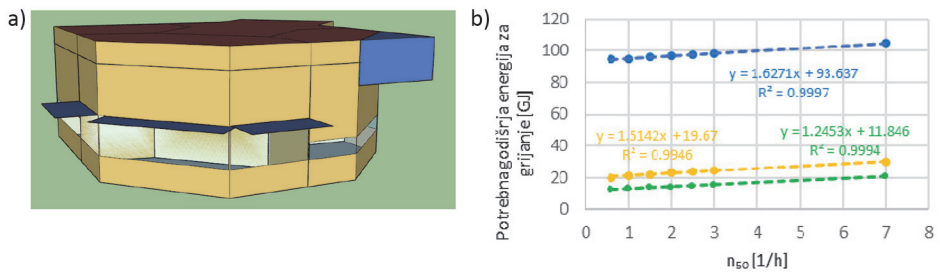 a)
b)
Potrebnagodišnja energija za
grijanje [GJ]
120
100
80
60
40
20
0
y = 1.6271x + 93.637
R² = 0.9997
y = 1.5142x + 19.67
R² = 0.9946
y = 1.2453x + 11.846
R² = 0.9994
0 1 2 3 4 5 6 7 8
n50 [1/h]